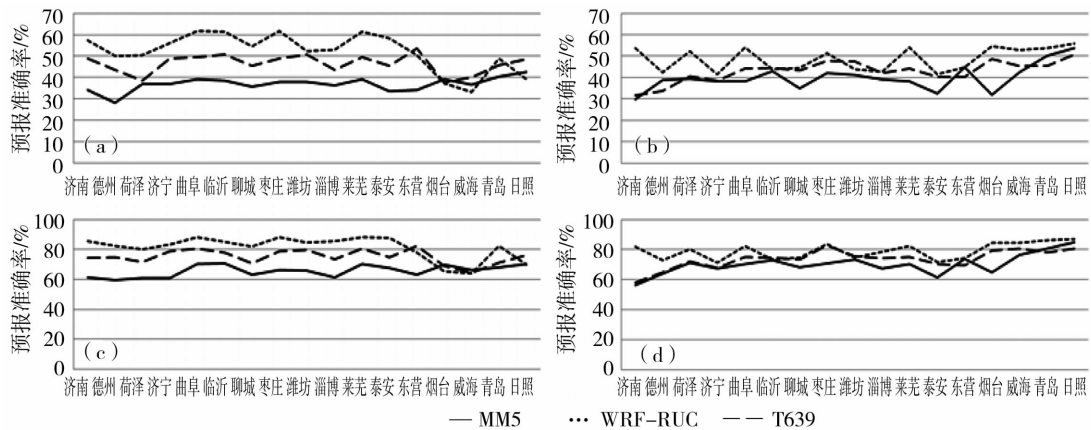 预报准确率/%
70
60
50
40
30
20
10
0
(a)
济南 德州 荷泽 济宁 曲阜 临沂 聊城 枣庄 潍坊 淄博 莱芜 泰安 东营 烟台 威海 青岛 日照
预报准确率/%
70
60
50
40
30
20
10
0
(b)
济南 德州 荷泽 济宁 曲阜 临沂 聊城 枣庄 潍坊 淄博 莱芜 泰安 东营 烟台 威海 青岛 日照
预报准确率/%
100
80
60
40
20
0
(c)
济南 德州 荷泽 济宁 曲阜 临沂 聊城 枣庄 潍坊 淄博 莱芜 泰安 东营 烟台 威海 青岛 日照
预报准确率/%
100
80
60
40
20
0
(d)
济南 德州 荷泽 济宁 曲阜 临沂 聊城 枣庄 潍坊 淄博 莱芜 泰安 东营 烟台 威海 青岛 日照
MM5 WRF-RUC T639